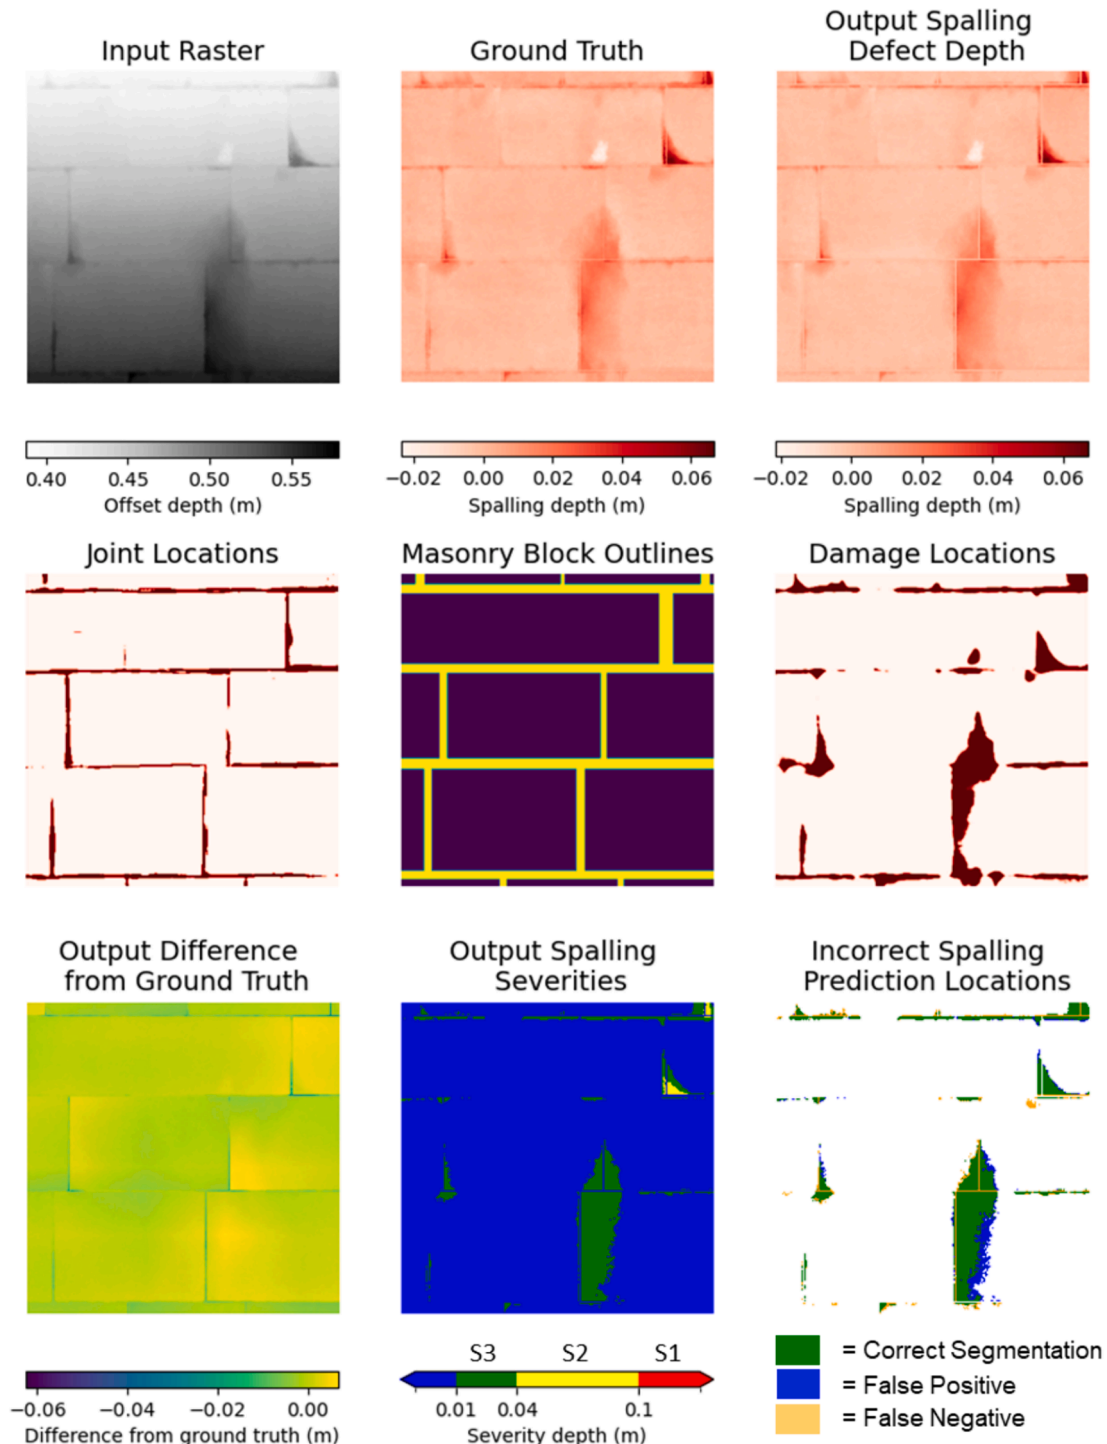 Input Raster
Ground Truth
Output Spalling
Defect Depth
0.40 0.45 0.50 0.55
Offset depth (m)
−0.02 0.00 0.02 0.04 0.06
Spalling depth (m)
−0.02 0.00 0.02 0.04 0.06
Spalling depth (m)
Joint Locations
Masonry Block Outlines
Damage Locations
Output Difference
from Ground Truth
Output Spalling
Severities
Incorrect Spalling
Prediction Locations
−0.06 −0.04 −0.02 0.00
Difference from ground truth (m)
S3 S2 S1
0.01 0.04 0.1
Severity depth (m)
= Correct Segmentation
= False Positive
= False Negative